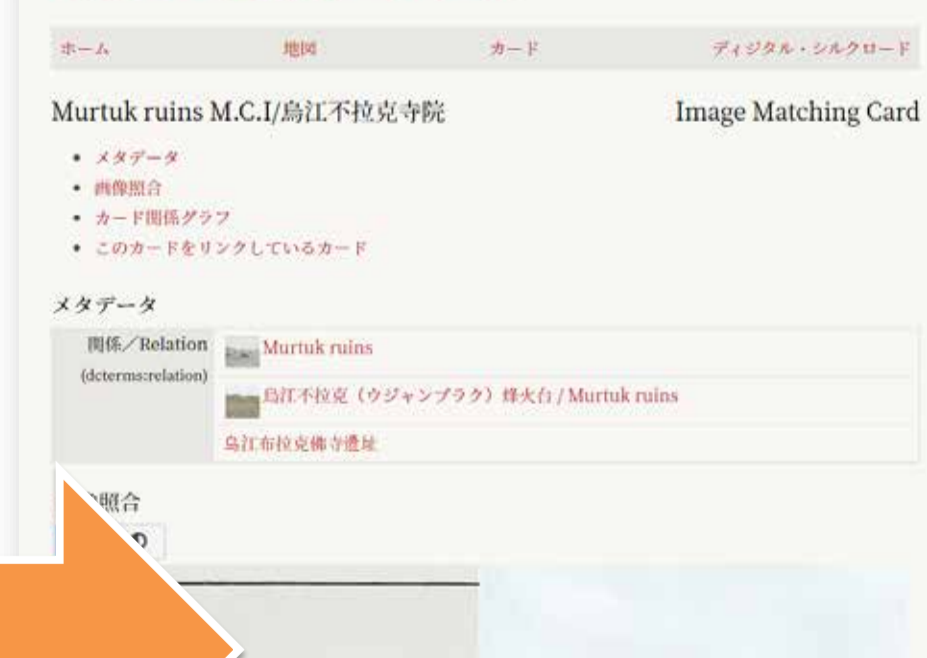 ホーム 地図 カード ディジタル・シルクロード
Murtuk ruins M.C.I/烏江不拉克寺院 Image Matching Card
メタデータ
画像照合
カード関係グラフ
このカードをリンクしているカード
メタデータ
関係／Relation
(dcterms:relation)
Murtuk ruins
烏江不拉克（ウジャンブラク）烽火台 / Murtuk ruins
烏江布拉克佛寺遺址
照合